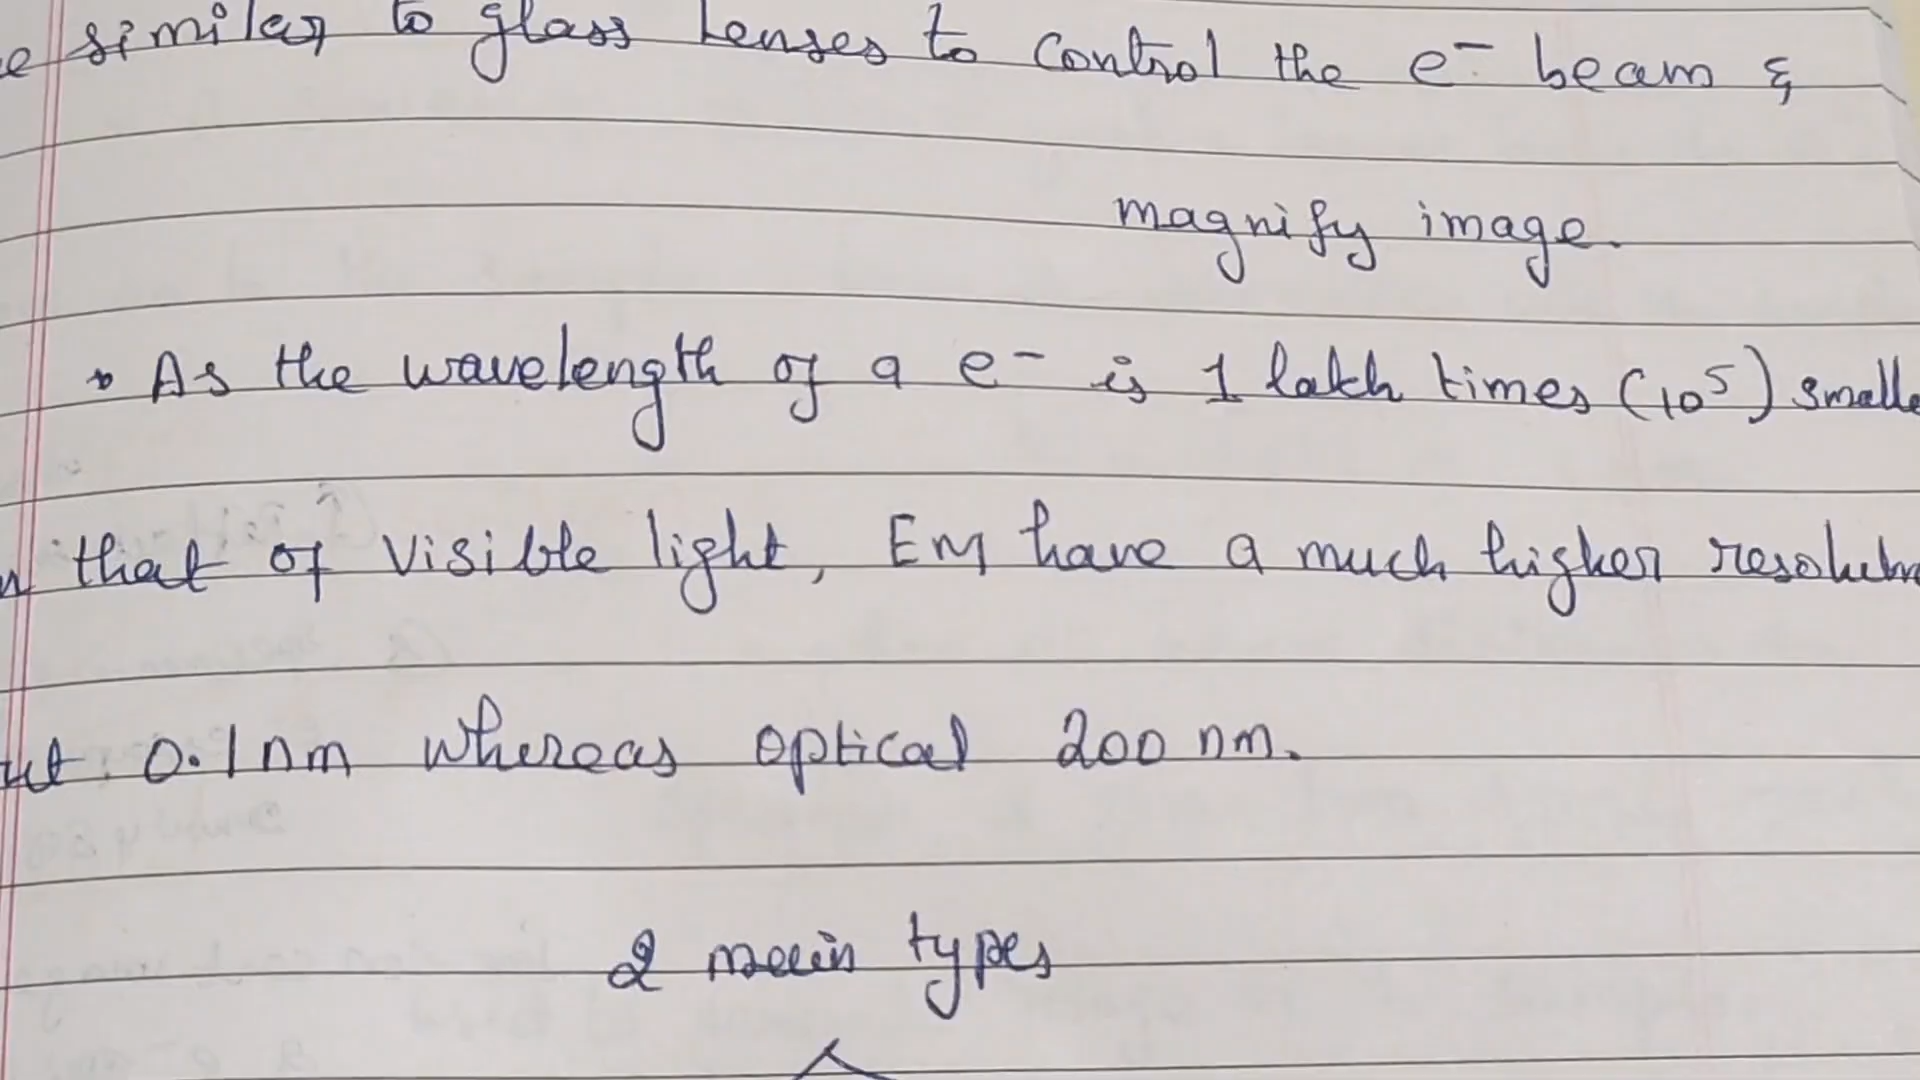 similar to glass lenses to control the e⁻ beam &
magnify image.
• As the wavelength of a e⁻ is 1 lakh times (10⁵) smalle
that of visible light, EM have a much higher resolutn
0.1nm whereas optical 200 nm.
2 main types